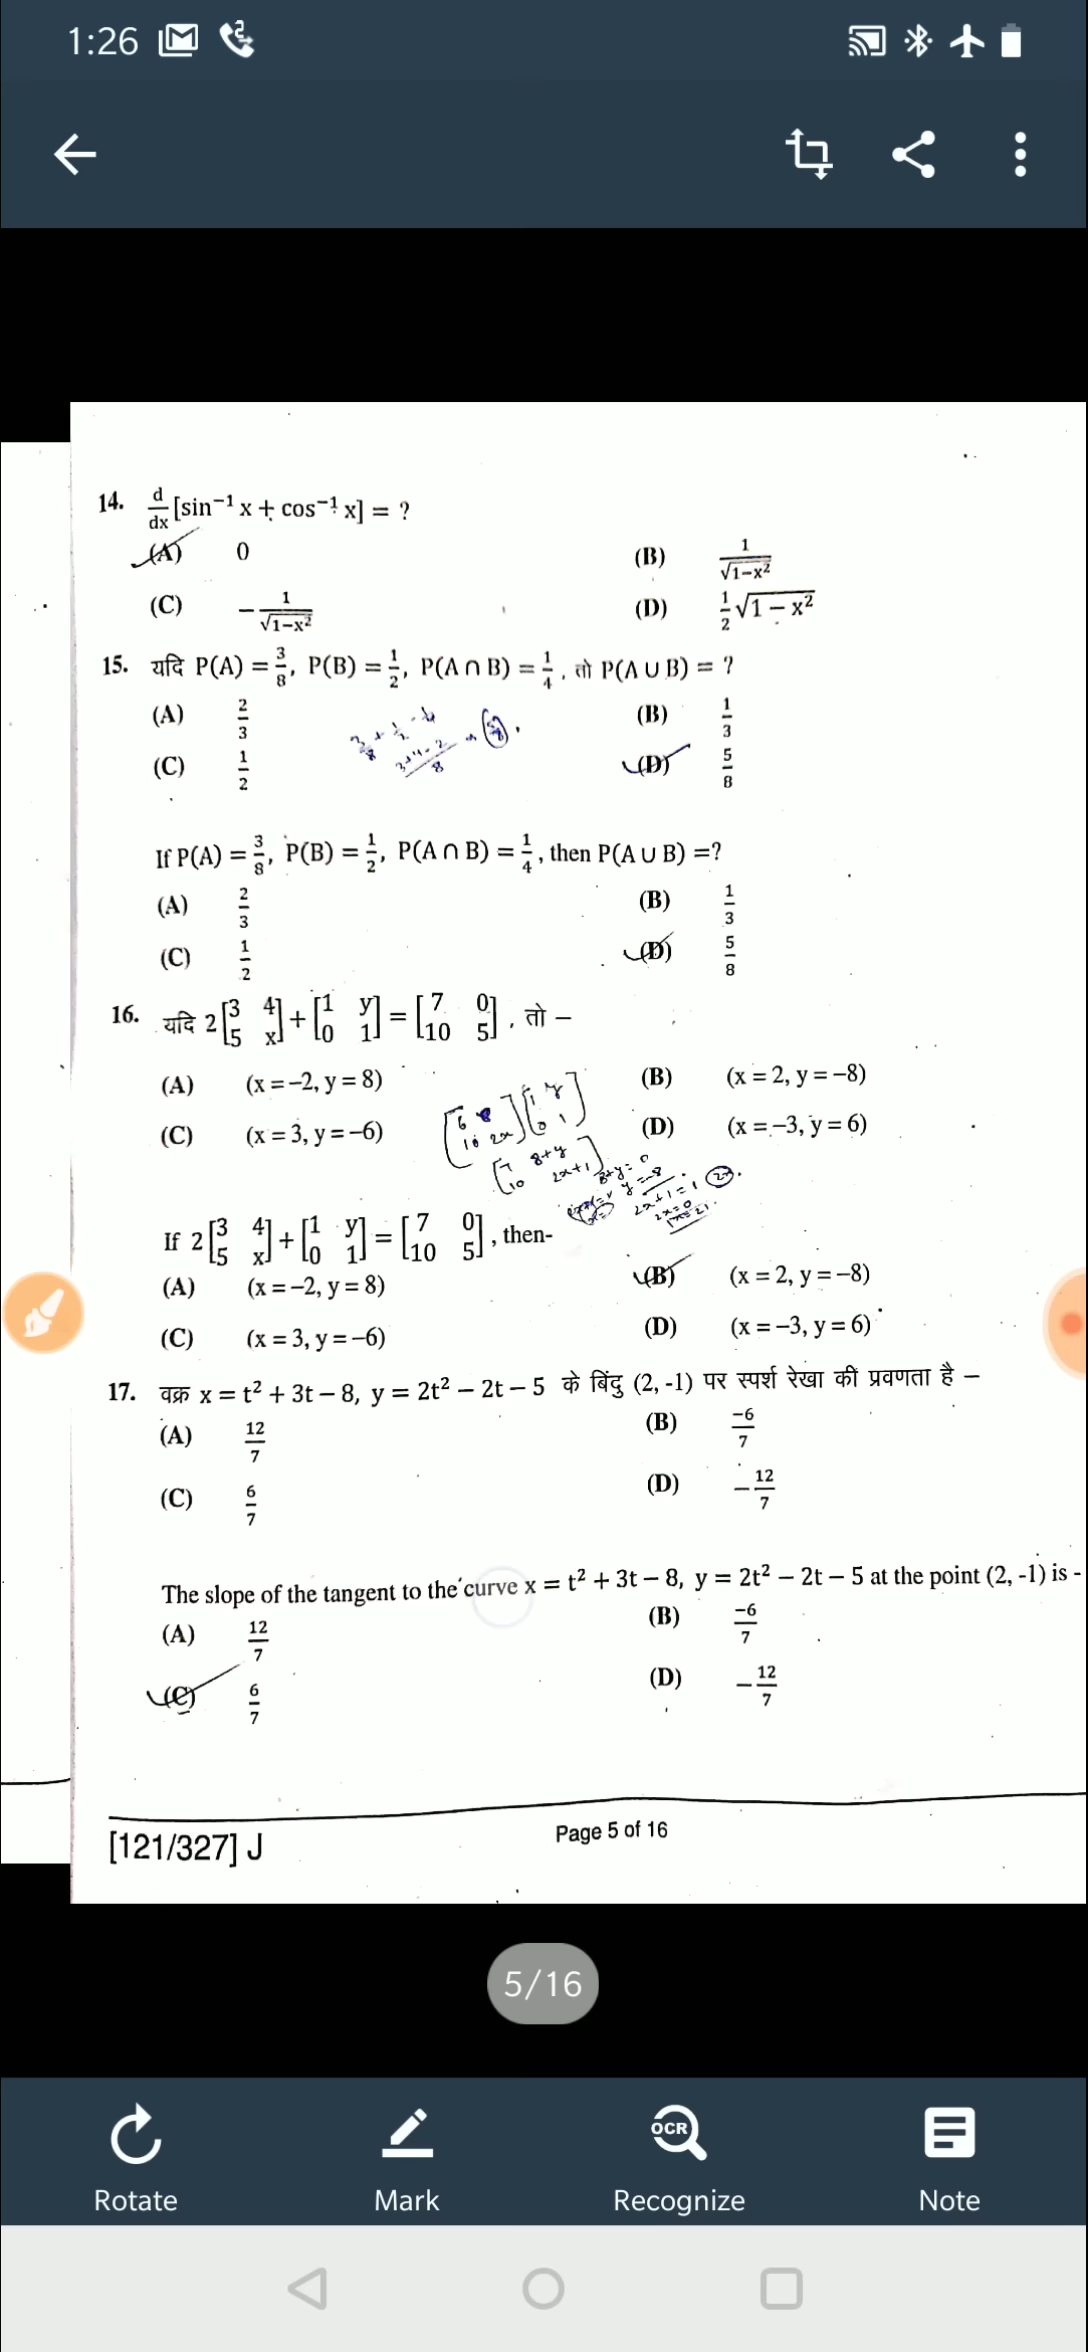 1:26
14. d/dx [sin⁻¹ x + cos⁻¹ x] = ?
(A) 0 (B) 1/√1−x²
(C) −1/√1−x² (D) 1/2 √1 − x²
15. यदि P(A) = 3/8, P(B) = 1/2, P(A ∩ B) = 1/4, तो P(A ∪ B) = ?
(A) 2/3 (B) 1/3
(C) 1/2 (D) 5/8
If P(A) = 3/8, P(B) = 1/2, P(A ∩ B) = 1/4, then P(A ∪ B) =?
(A) 2/3 (B) 1/3
(C) 1/2 (D) 5/8
16. यदि 2[3 4; 5 x] + [1 y; 0 1] = [7 0; 10 5], तो –
(A) (x = –2, y = 8) (B) (x = 2, y = –8)
(C) (x = 3, y = –6) (D) (x = –3, y = 6)
If 2[3 4; 5 x] + [1 y; 0 1] = [7 0; 10 5], then-
(A) (x = –2, y = 8) (B) (x = 2, y = –8)
(C) (x = 3, y = –6) (D) (x = –3, y = 6)
17. वक्र x = t² + 3t – 8, y = 2t² – 2t – 5 के बिंदु (2, -1) पर स्पर्श रेखा की प्रवणता है –
(A) 12/7 (B) −6/7
(C) 6/7 (D) −12/7
The slope of the tangent to the curve x = t² + 3t – 8, y = 2t² – 2t – 5 at the point (2, -1) is -
(A) 12/7 (B) −6/7
(C) 6/7 (D) −12/7
[121/327] J Page 5 of 16
5/16
OCR
Rotate Mark Recognize Note